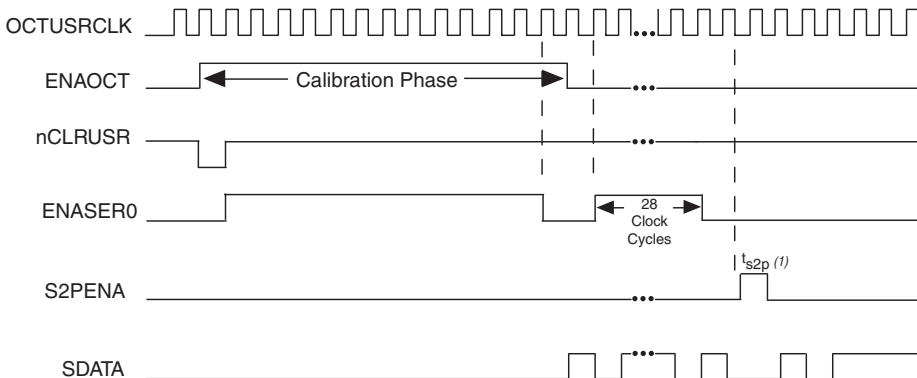 OCTUSRCLK
ENAOCT
Calibration Phase
nCLRUSR
ENASER0
28
Clock
Cycles
ts2p (1)
S2PENA
SDATA